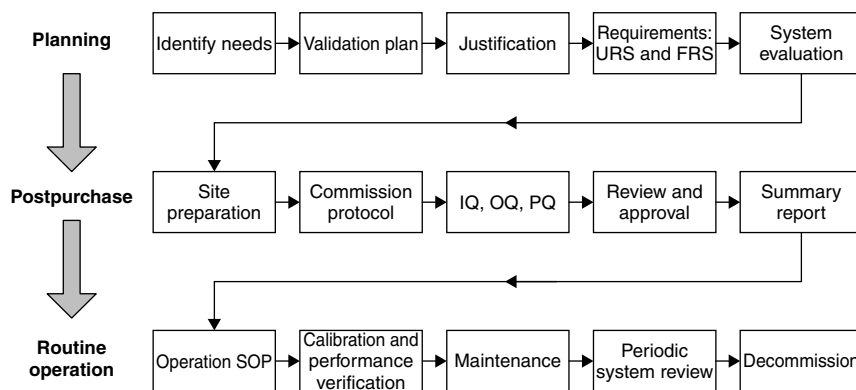 Planning
Identify needs
Validation plan
Justification
Requirements:
URS and FRS
System
evaluation
Postpurchase
Site
preparation
Commission
protocol
IQ, OQ, PQ
Review and
approval
Summary
report
Routine
operation
Operation SOP
Calibration and
performance
verification
Maintenance
Periodic
system review
Decommission